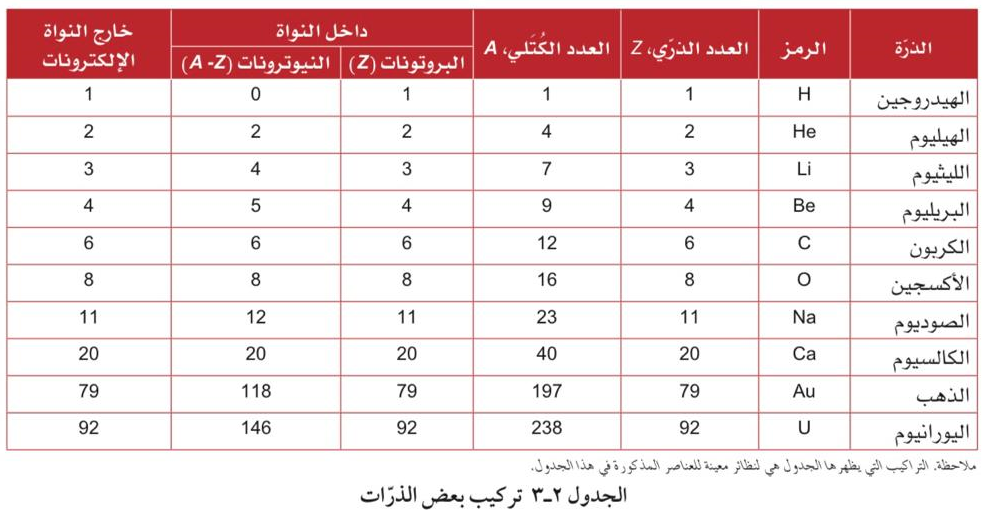 الذرّة الرمز العدد الذرّي، Z العدد الكُتَلي، A داخل النواة خارج النواة الإلكترونات
البروتونات (Z) النيوترونات (A -Z)
الهيدروجين H 1 1 1 0 1
الهيليوم He 2 4 2 2 2
الليثيوم Li 3 7 3 4 3
البريليوم Be 4 9 4 5 4
الكربون C 6 12 6 6 6
الأكسجين O 8 16 8 8 8
الصوديوم Na 11 23 11 12 11
الكالسيوم Ca 20 40 20 20 20
الذهب Au 79 197 79 118 79
اليورانيوم U 92 238 92 146 92
ملاحظة. التراكيب التي يظهرها الجدول هي لنظائر معينة للعناصر المذكورة في هذا الجدول.
الجدول ٢-٣ تركيب بعض الذرّات